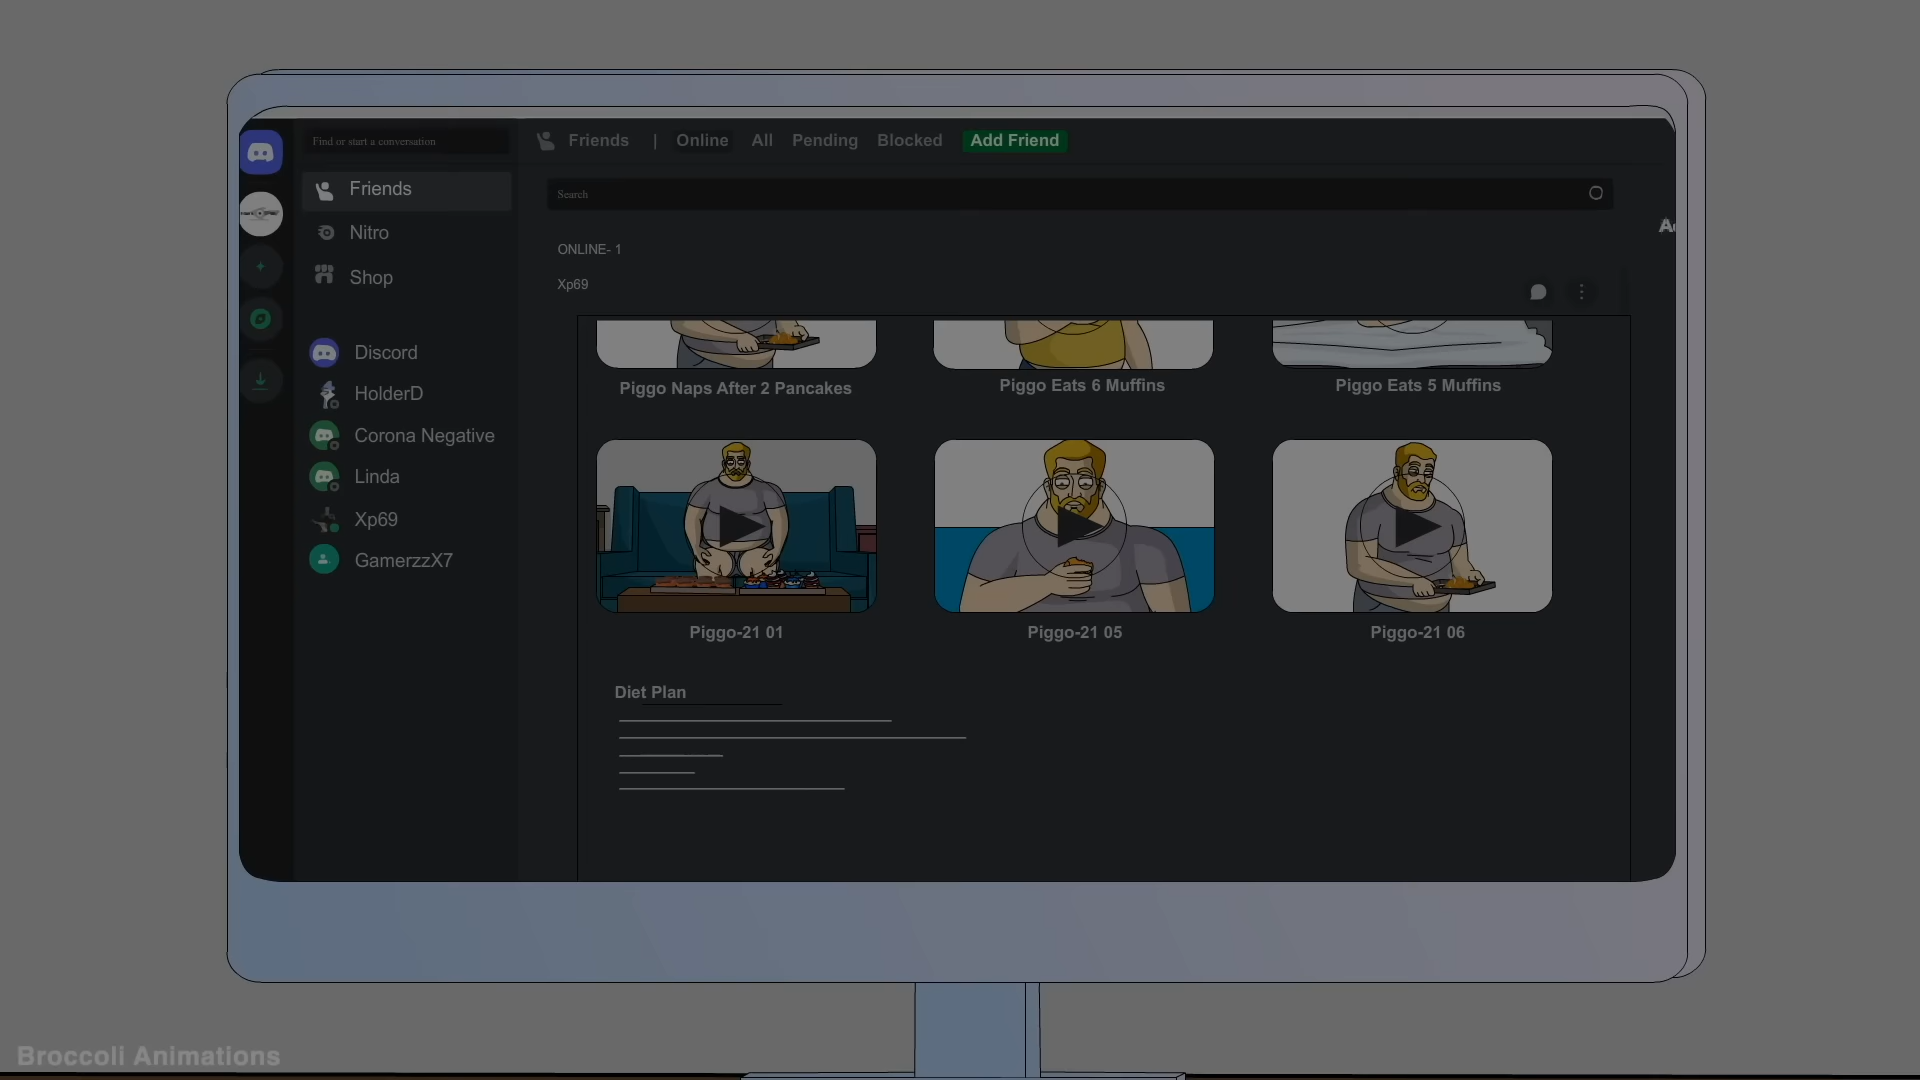 Find or start a conversation
Friends | Online All Pending Blocked Add Friend
Friends
Nitro
Shop
Discord
HolderD
Corona Negative
Linda
Xp69
GamerzzX7
Search
ONLINE- 1
Xp69
Piggo Naps After 2 Pancakes
Piggo Eats 6 Muffins
Piggo Eats 5 Muffins
Piggo-21 01
Piggo-21 05
Piggo-21 06
Diet Plan
Broccoli Animations